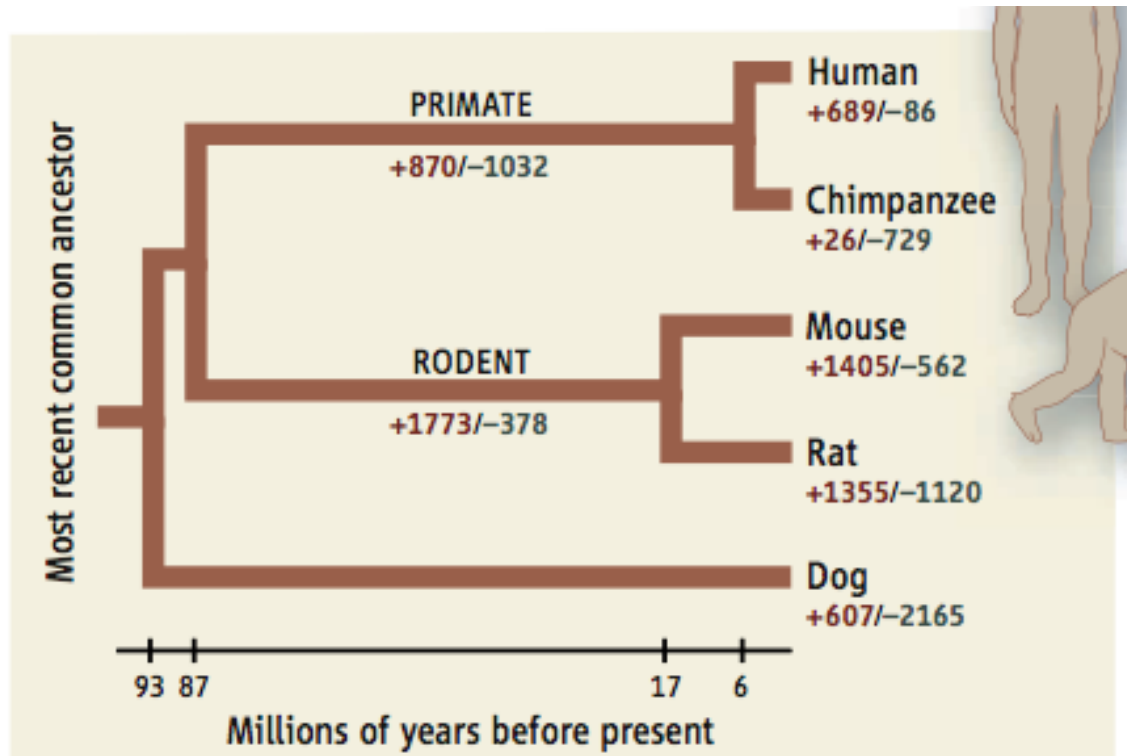 Most recent common ancestor
PRIMATE
+870/–1032
Human
+689/–86
Chimpanzee
+26/–729
RODENT
+1773/–378
Mouse
+1405/–562
Rat
+1355/–1120
Dog
+607/–2165
93 87 17 6
Millions of years before present